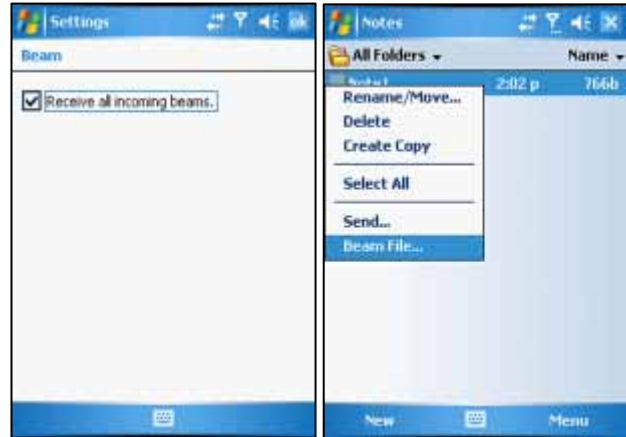 Settings
ok
Beam
Receive all incoming beams.
Notes
All Folders
Name
Note1 2:02 p 766b
Rename/Move...
Delete
Create Copy
Select All
Send...
Beam File...
New
Menu